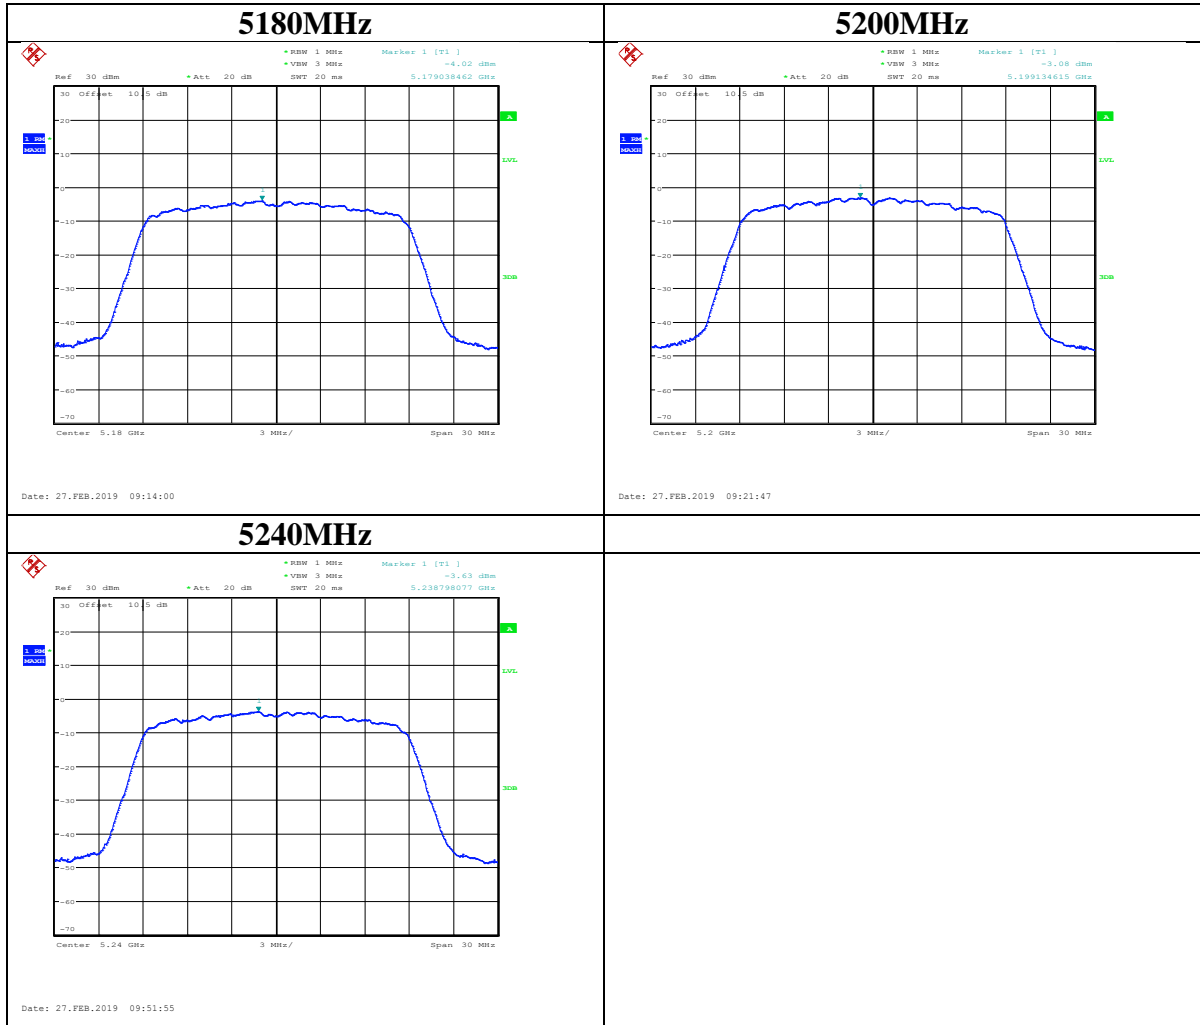 5180MHz
R S
* RBW 1 MHz Marker 1 [T1 ]
* VBW 3 MHz -4.02 dBm
Ref 30 dBm * Att 20 dB SWT 20 ms 5.179038462 GHz
30 Offset 10.5 dB
A
20
1 RM *
MAXH
10
LVL
0
1
-10
-20
3DB
-30
-40
-50
-60
-70
Center 5.18 GHz 3 MHz/ Span 30 MHz
Date: 27.FEB.2019 09:14:00
5200MHz
R S
* RBW 1 MHz Marker 1 [T1 ]
* VBW 3 MHz -3.08 dBm
Ref 30 dBm * Att 20 dB SWT 20 ms 5.199134615 GHz
30 Offset 10.5 dB
A
20
1 RM *
MAXH
10
LVL
0
1
-10
-20
3DB
-30
-40
-50
-60
-70
Center 5.2 GHz 3 MHz/ Span 30 MHz
Date: 27.FEB.2019 09:21:47
5240MHz
R S
* RBW 1 MHz Marker 1 [T1 ]
* VBW 3 MHz -3.63 dBm
Ref 30 dBm * Att 20 dB SWT 20 ms 5.238798077 GHz
30 Offset 10.5 dB
A
20
1 RM *
MAXH
10
LVL
0
1
-10
-20
3DB
-30
-40
-50
-60
-70
Center 5.24 GHz 3 MHz/ Span 30 MHz
Date: 27.FEB.2019 09:51:55